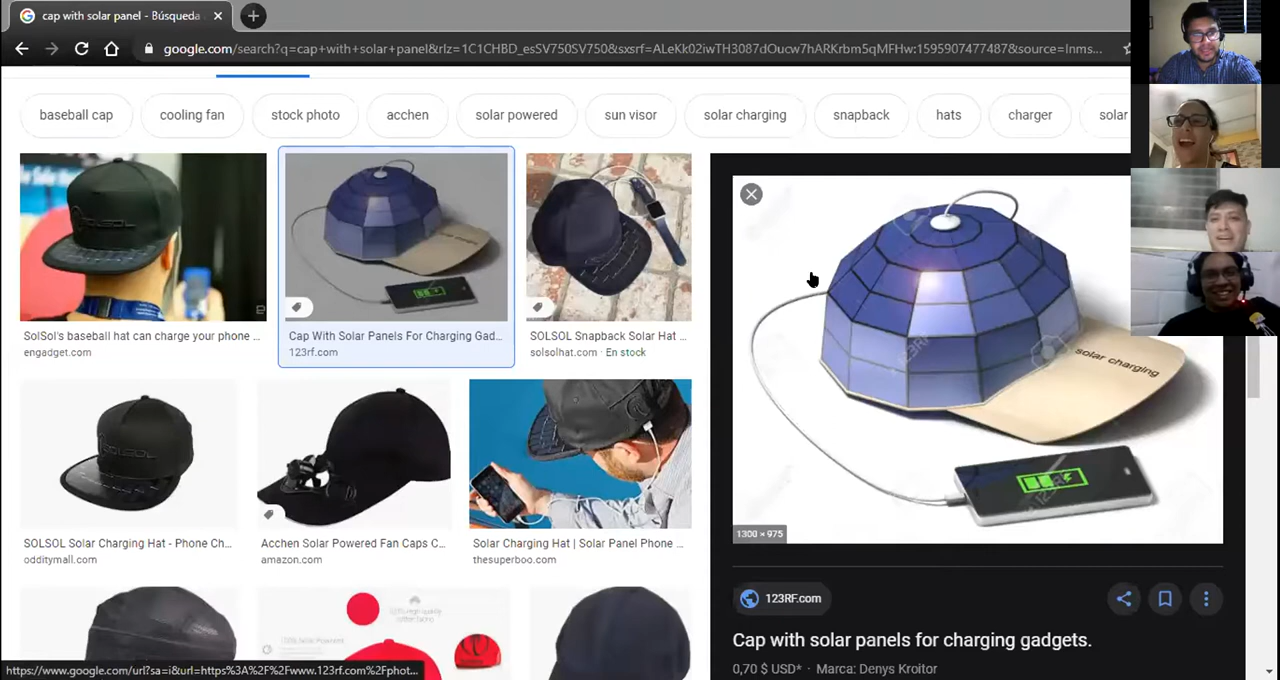 cap with solar panel - Búsqueda
google.com/search?q=cap+with+solar+panel&rlz=1C1CHBD_esSV750SV750&sxsrf=ALeKk02iwTH3087dOucw7hARKrbm5qMFHw:1595907477487&source=lnms...
baseball cap
cooling fan
stock photo
acchen
solar powered
sun visor
solar charging
snapback
hats
charger
solar
SolSol's baseball hat can charge your phone ...
engadget.com
Cap With Solar Panels For Charging Gad...
123rf.com
SOLSOL Snapback Solar Hat ...
solsolhat.com · En stock
solar charging
SOLSOL Solar Charging Hat - Phone Ch...
odditymall.com
Acchen Solar Powered Fan Caps C...
amazon.com
Solar Charging Hat | Solar Panel Phone ...
thesuperboo.com
1300 × 975
123RF.com
Cap with solar panels for charging gadgets.
0,70 $ USD* · Marca: Denys Kroitor
https://www.google.com/url?sa=i&url=https%3A%2F%2Fwww.123rf.com%2Fphot...